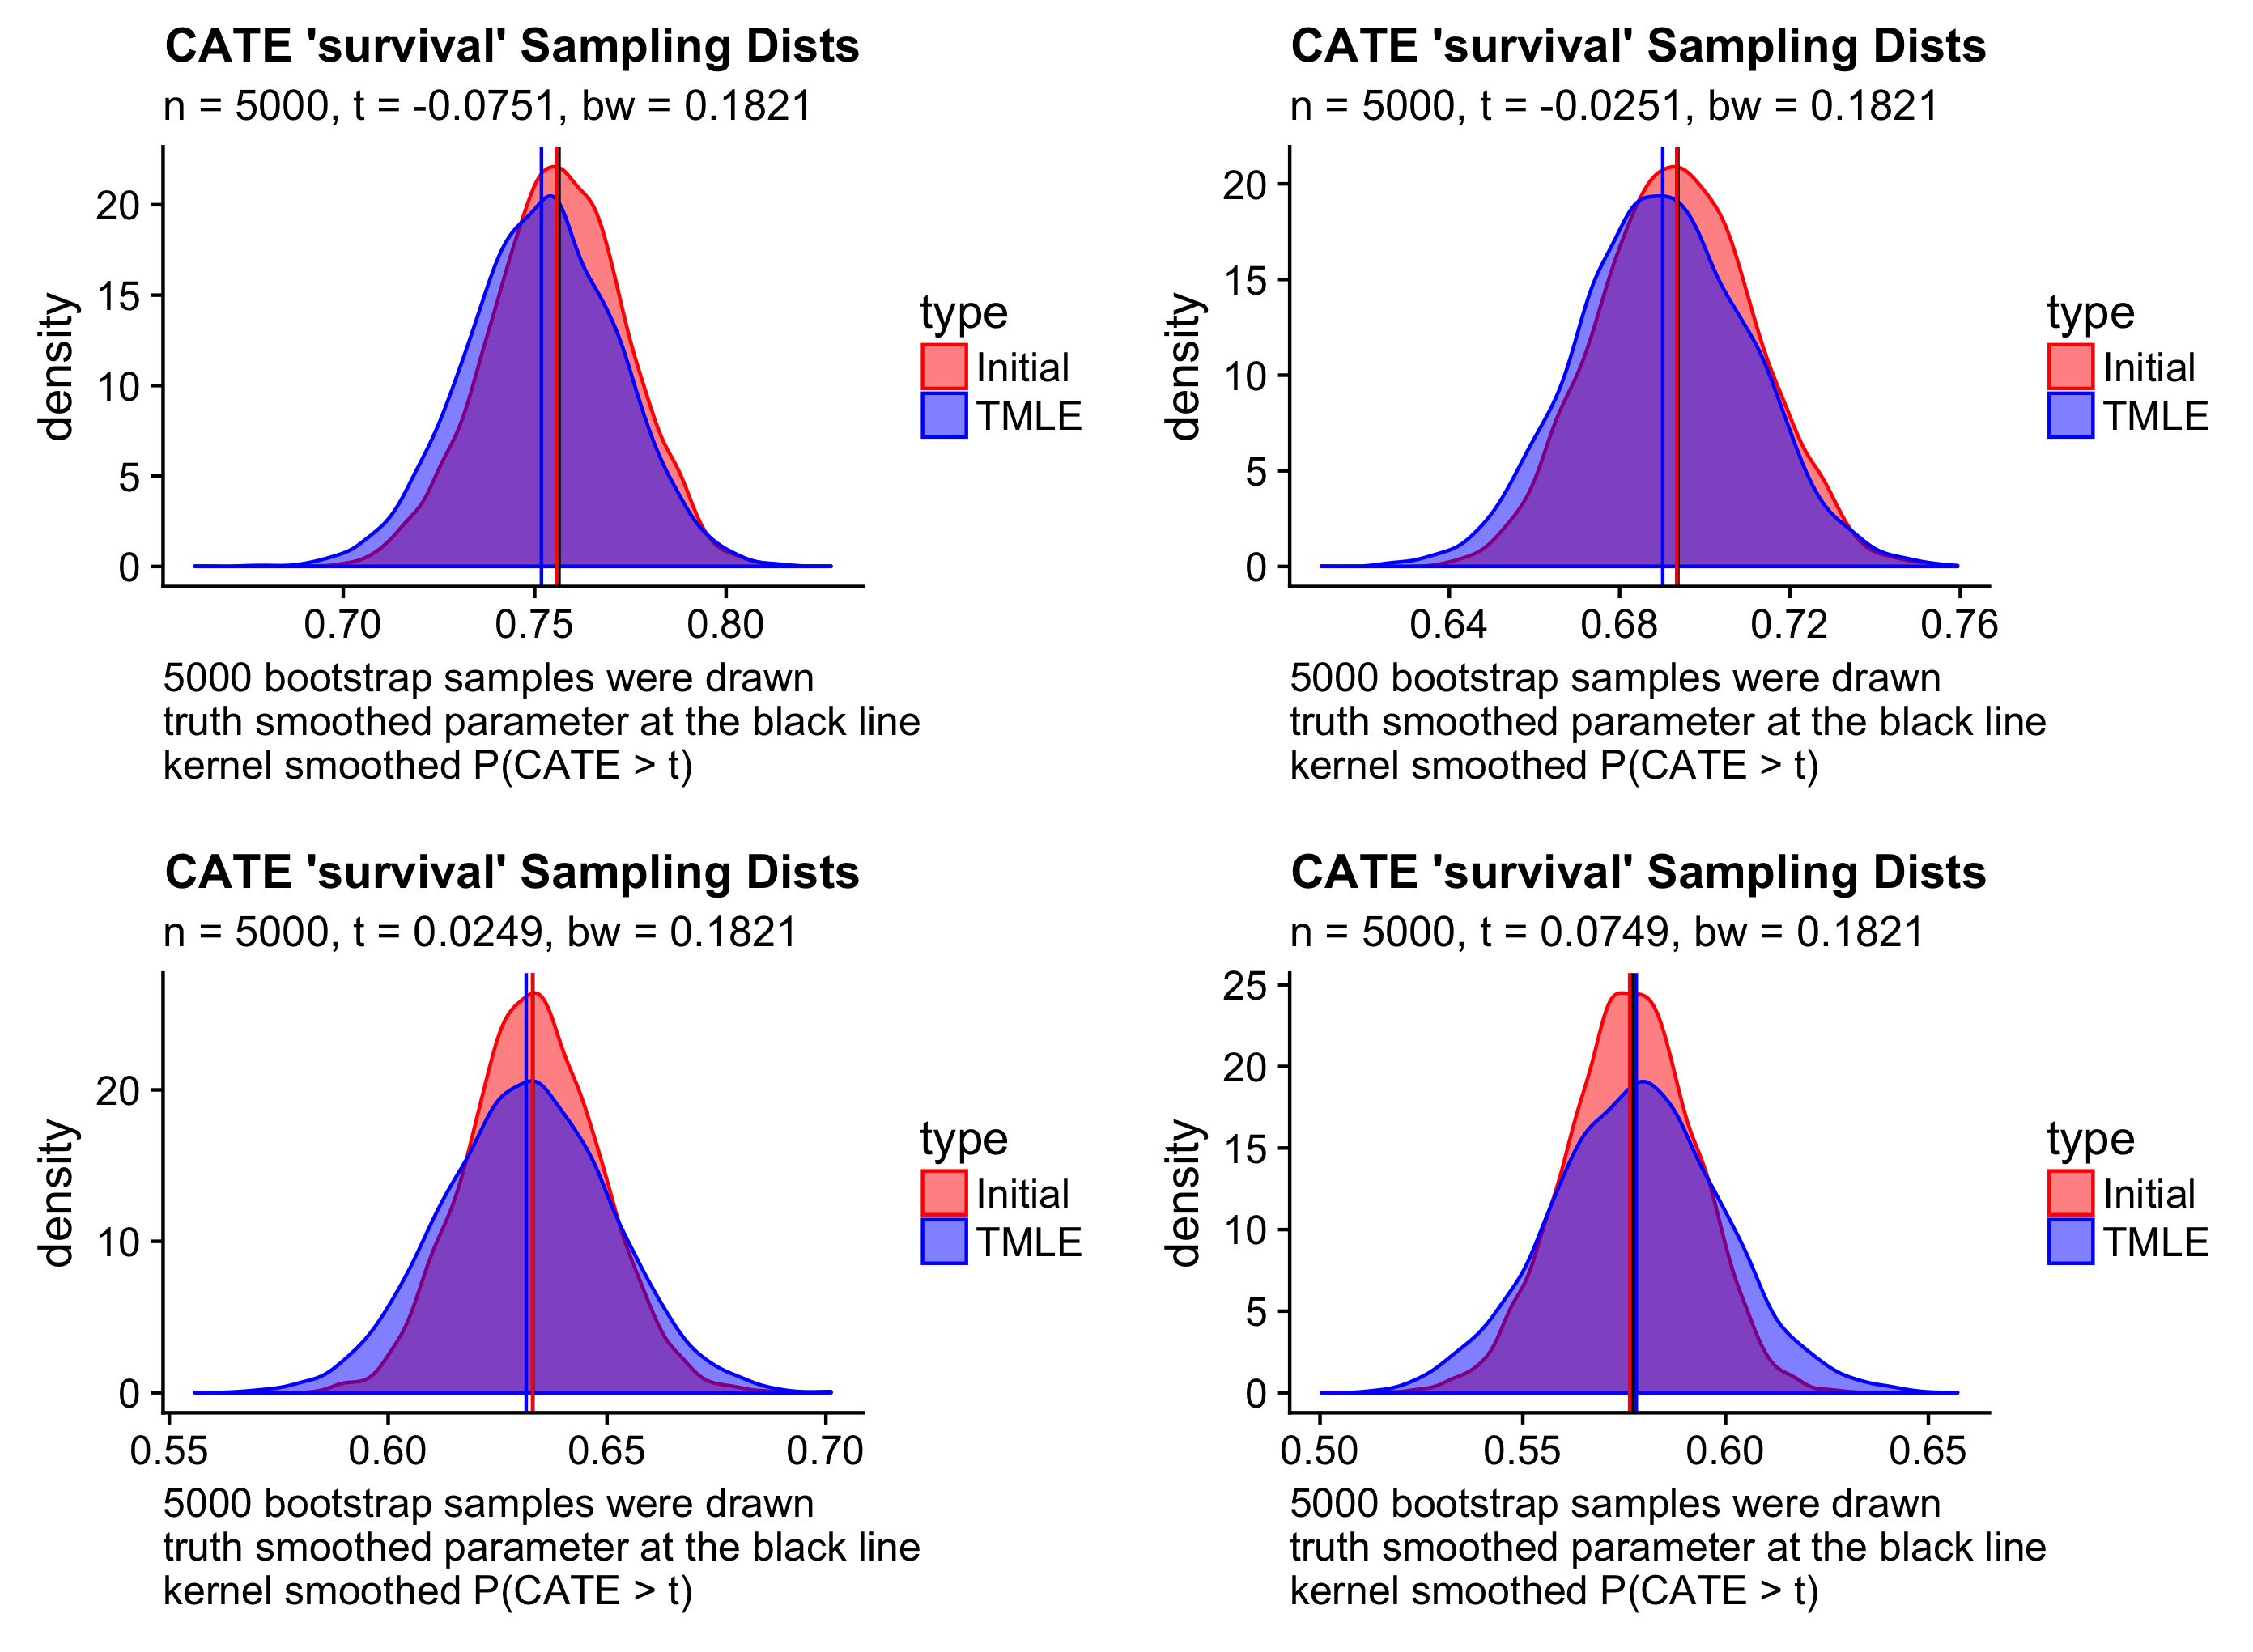 CATE 'survival' Sampling Dists
n = 5000, t = -0.0751, bw = 0.1821
density
20
15
10
5
0
0.70 0.75 0.80
type
Initial
TMLE
5000 bootstrap samples were drawn
truth smoothed parameter at the black line
kernel smoothed P(CATE > t)
CATE 'survival' Sampling Dists
n = 5000, t = -0.0251, bw = 0.1821
density
20
15
10
5
0
0.64 0.68 0.72 0.76
type
Initial
TMLE
5000 bootstrap samples were drawn
truth smoothed parameter at the black line
kernel smoothed P(CATE > t)
CATE 'survival' Sampling Dists
n = 5000, t = 0.0249, bw = 0.1821
density
20
10
0
0.55 0.60 0.65 0.70
type
Initial
TMLE
5000 bootstrap samples were drawn
truth smoothed parameter at the black line
kernel smoothed P(CATE > t)
CATE 'survival' Sampling Dists
n = 5000, t = 0.0749, bw = 0.1821
density
25
20
15
10
5
0
0.50 0.55 0.60 0.65
type
Initial
TMLE
5000 bootstrap samples were drawn
truth smoothed parameter at the black line
kernel smoothed P(CATE > t)